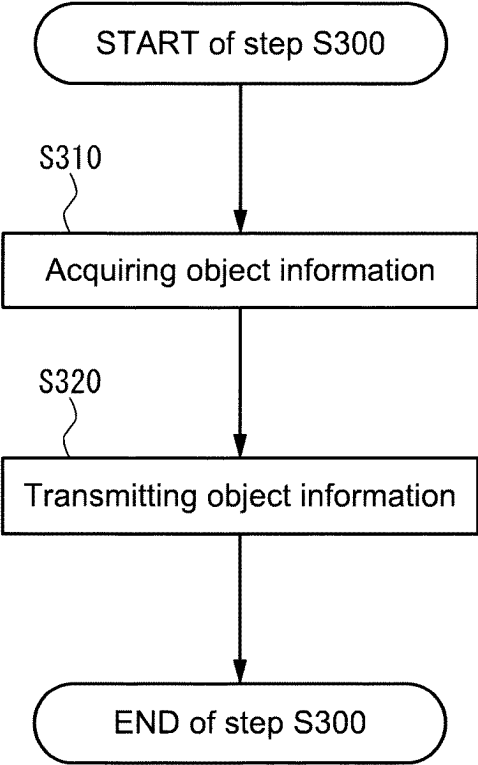 START of step S300
S310
Acquiring object information
S320
Transmitting object information
END of step S300